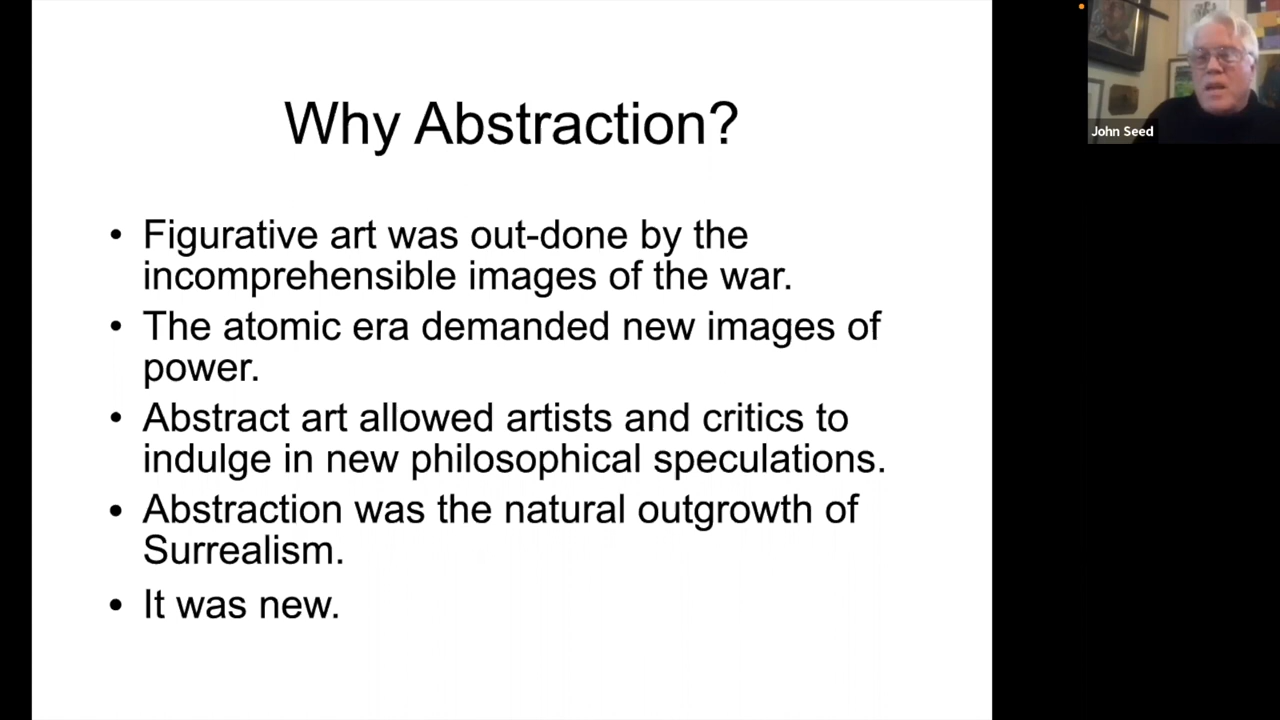 Why Abstraction?
• Figurative art was out-done by the
incomprehensible images of the war.
• The atomic era demanded new images of
power.
• Abstract art allowed artists and critics to
indulge in new philosophical speculations.
• Abstraction was the natural outgrowth of
Surrealism.
• It was new.
John Seed